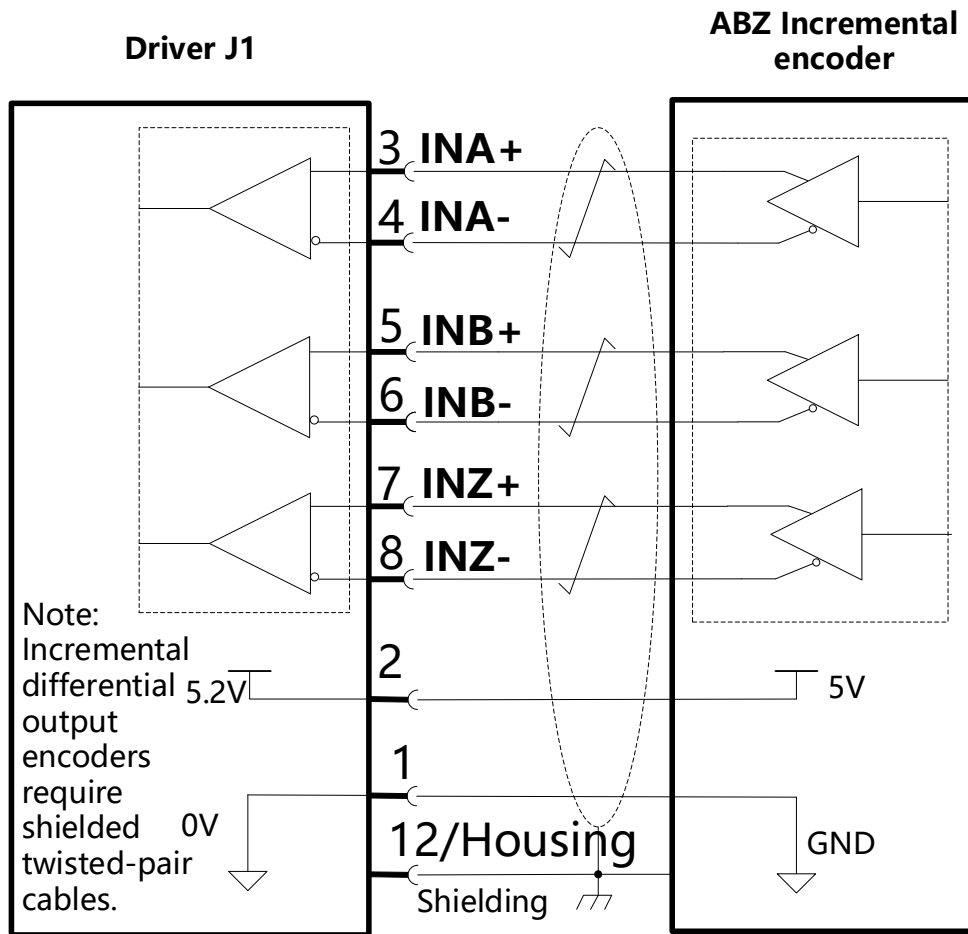 Driver J1
ABZ Incremental
encoder
3 INA+
4 INA-
5 INB+
6 INB-
7 INZ+
8 INZ-
Note:
Incremental
differential
output
encoders
require
shielded
twisted-pair
cables.
5.2V
2
5V
1
0V
GND
12/Housing
Shielding